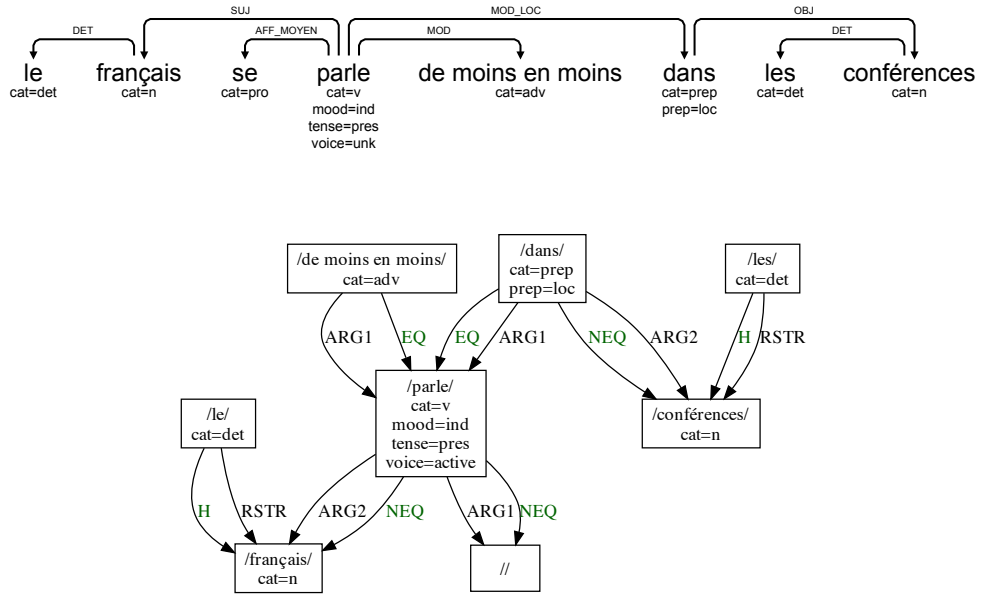 SUJ MOD_LOC OBJ
DET AFF_MOYEN MOD DET
le français se parle de moins en moins dans les conférences
cat=det cat=n cat=pro cat=v cat=adv cat=prep cat=det cat=n
mood=ind prep=loc
tense=pres
voice=unk
/de moins en moins/
cat=adv
/dans/
cat=prep
prep=loc
/les/
cat=det
ARG1 EQ EQ ARG1 NEQ ARG2 H RSTR
/le/
cat=det
/parle/
cat=v
mood=ind
tense=pres
voice=active
/conférences/
cat=n
H RSTR ARG2 NEQ ARG1 NEQ
/français/
cat=n
//